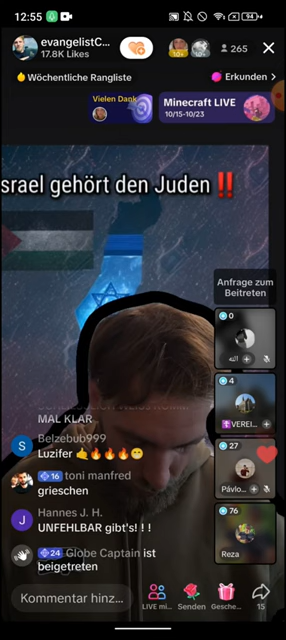 12:55
94
evangelistC...
17.8K Likes
265
Wöchentliche Rangliste
Erkunden >
Vielen Dank
Minecraft LIVE
10/15-10/23
srael gehört den Juden ‼️
Anfrage zum
Beitreten
0
4
VEREI...
27
Pávlo...
76
Reza
MAL KLAR
Belzebub999
Luzifer 🤙🔥🔥🔥🔥😁
16 toni manfred
grieschen
Hannes J. H.
UNFEHLBAR gibt's! ! !
24 Globe Captain ist
beigetreten
Kommentar hinz...
LIVE mi...
Senden
Gesche...
15